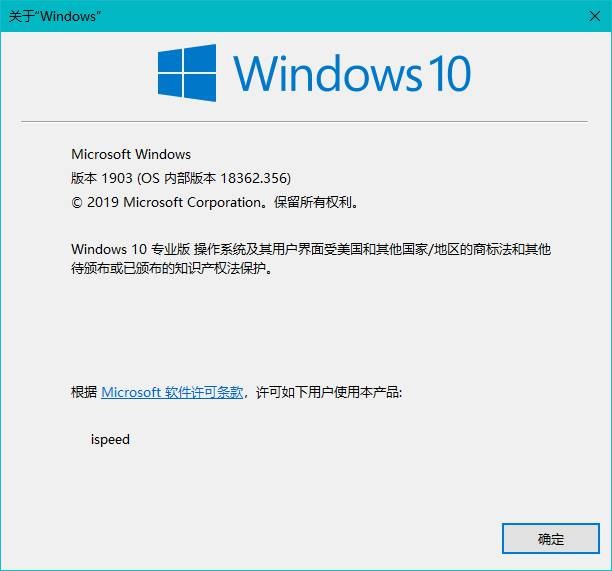 关于“Windows”
Windows 10
Microsoft Windows
版本 1903 (OS 内部版本 18362.356)
© 2019 Microsoft Corporation。保留所有权利。
Windows 10 专业版 操作系统及其用户界面受美国和其他国家/地区的商标法和其他
待颁布或已颁布的知识产权法保护。
根据 Microsoft 软件许可条款，许可如下用户使用本产品:
ispeed
确定